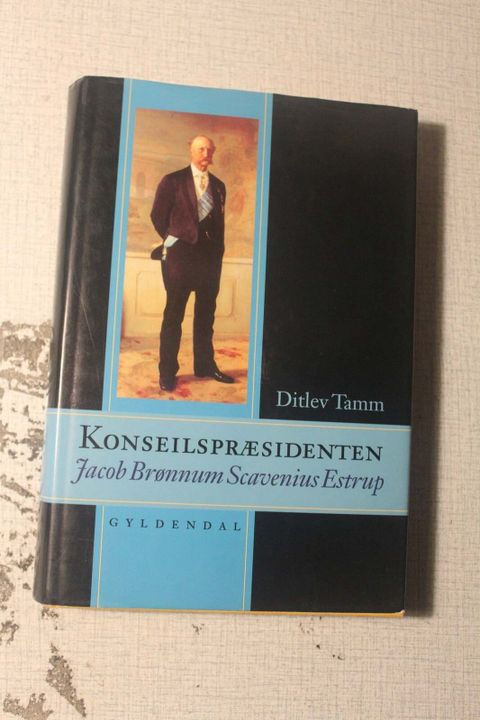 Ditlev Tamm
KONSEILSPRÆSIDENTEN
Jacob Brønnum Scavenius Estrup
GYLDENDAL